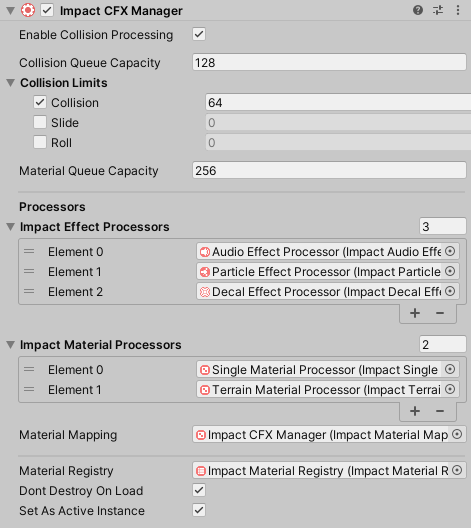 Impact CFX Manager
Enable Collision Processing
Collision Queue Capacity 128
Collision Limits
Collision 64
Slide 0
Roll 0
Material Queue Capacity 256
Processors
Impact Effect Processors 3
Element 0 Audio Effect Processor (Impact Audio Effe
Element 1 Particle Effect Processor (Impact Particle
Element 2 Decal Effect Processor (Impact Decal Effe
+ −
Impact Material Processors 2
Element 0 Single Material Processor (Impact Single
Element 1 Terrain Material Processor (Impact Terrai
+ −
Material Mapping Impact CFX Manager (Impact Material Map
Material Registry Impact Material Registry (Impact Material R
Dont Destroy On Load
Set As Active Instance